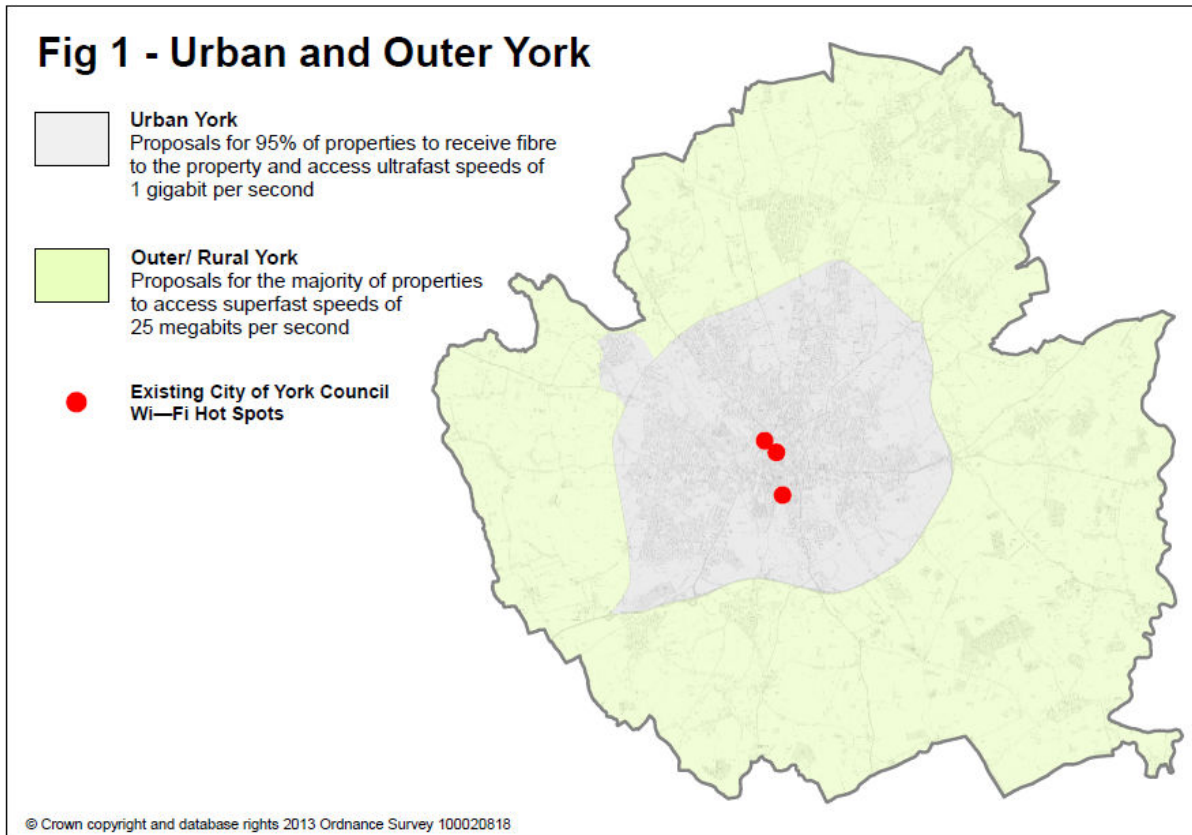 Fig 1 - Urban and Outer York
Urban York
Proposals for 95% of properties to receive fibre
to the property and access ultrafast speeds of
1 gigabit per second
Outer/ Rural York
Proposals for the majority of properties
to access superfast speeds of
25 megabits per second
Existing City of York Council
Wi—Fi Hot Spots
© Crown copyright and database rights 2013 Ordnance Survey 100020818